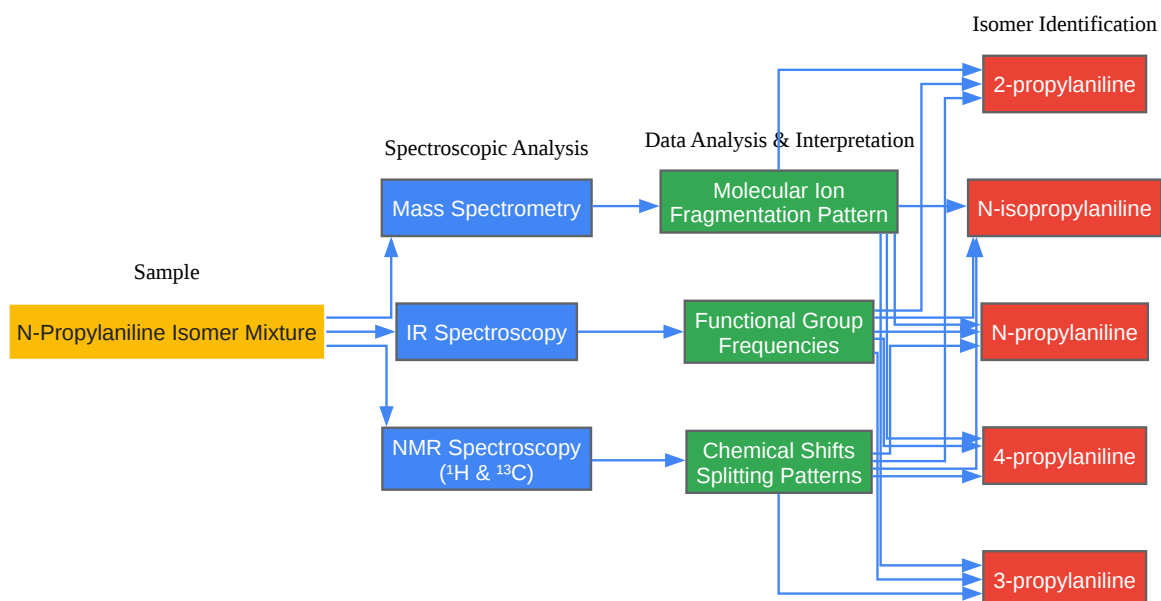 Sample
N-Propylaniline Isomer Mixture
Spectroscopic Analysis
Mass Spectrometry
IR Spectroscopy
NMR Spectroscopy
(¹H & ¹³C)
Data Analysis & Interpretation
Molecular Ion
Fragmentation Pattern
Functional Group
Frequencies
Chemical Shifts
Splitting Patterns
Isomer Identification
2-propylaniline
N-isopropylaniline
N-propylaniline
4-propylaniline
3-propylaniline